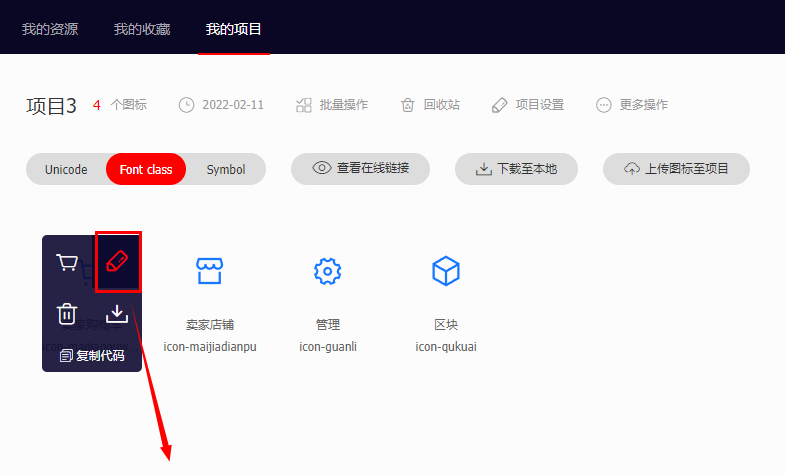 我的资源 我的收藏 我的项目
项目3 4 个图标 2022-02-11 批量操作 回收站 项目设置 更多操作
Unicode Font class Symbol 查看在线链接 下载至本地 上传图标至项目
卖家店铺 管理 区块
icon-maijiadianpu icon-guanli icon-qukuai
复制代码